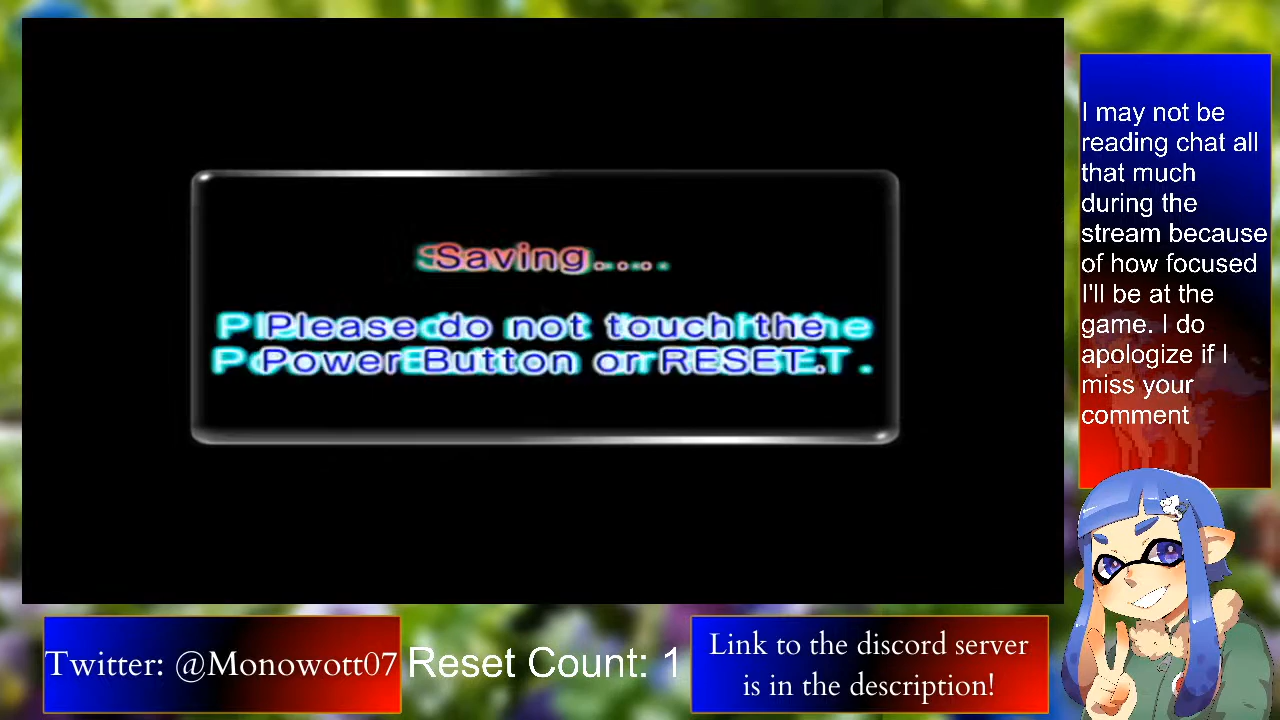 Saving....
Please do not touch the
Power Button or RESET.
I may not be
reading chat all
that much
during the
stream because
of how focused
I'll be at the
game. I do
apologize if I
miss your
comment
Twitter: @Monowott07
Reset Count: 1
Link to the discord server
is in the description!